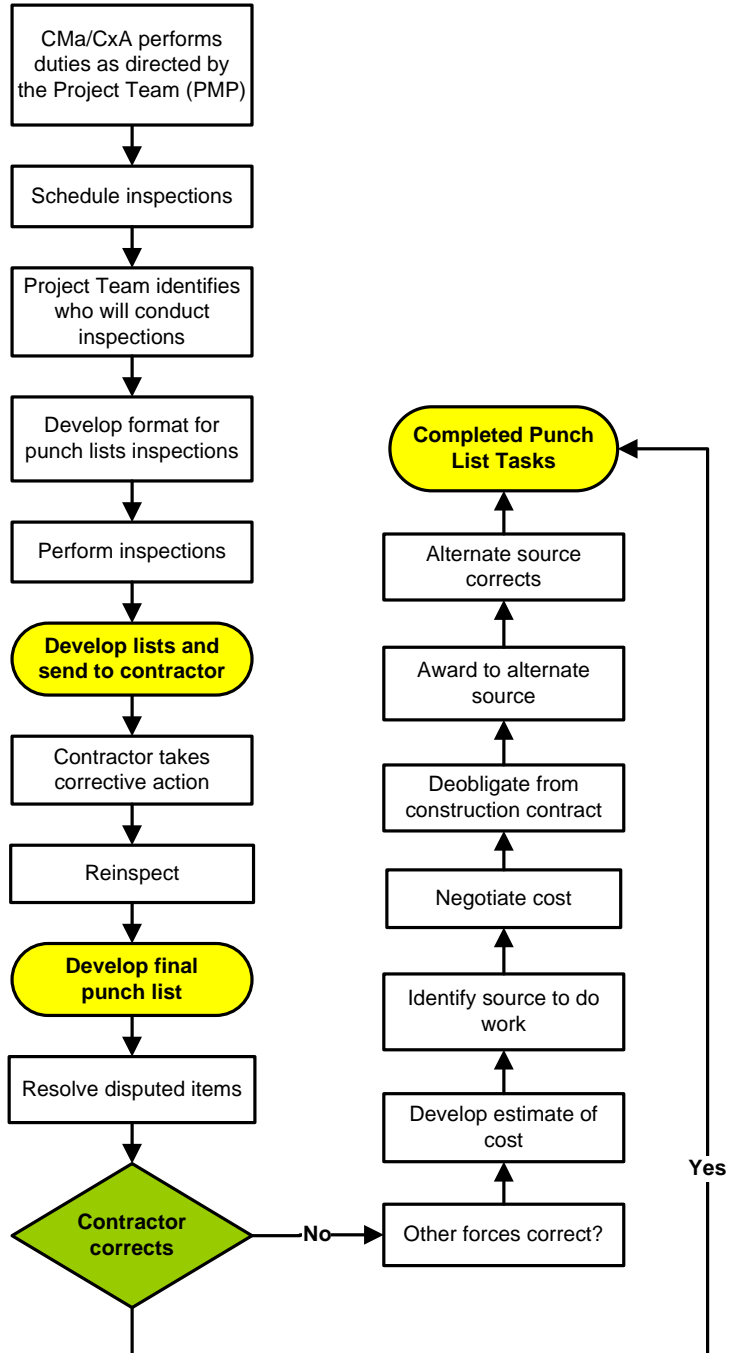 CMa/CxA performs
duties as directed by
the Project Team (PMP)
Schedule inspections
Project Team identifies
who will conduct
inspections
Develop format for
punch lists inspections
Perform inspections
Develop lists and
send to contractor
Contractor takes
corrective action
Reinspect
Develop final
punch list
Resolve disputed items
Contractor
corrects
No
Other forces correct?
Develop estimate of
cost
Identify source to do
work
Negotiate cost
Deobligate from
construction contract
Award to alternate
source
Alternate source
corrects
Completed Punch
List Tasks
Yes